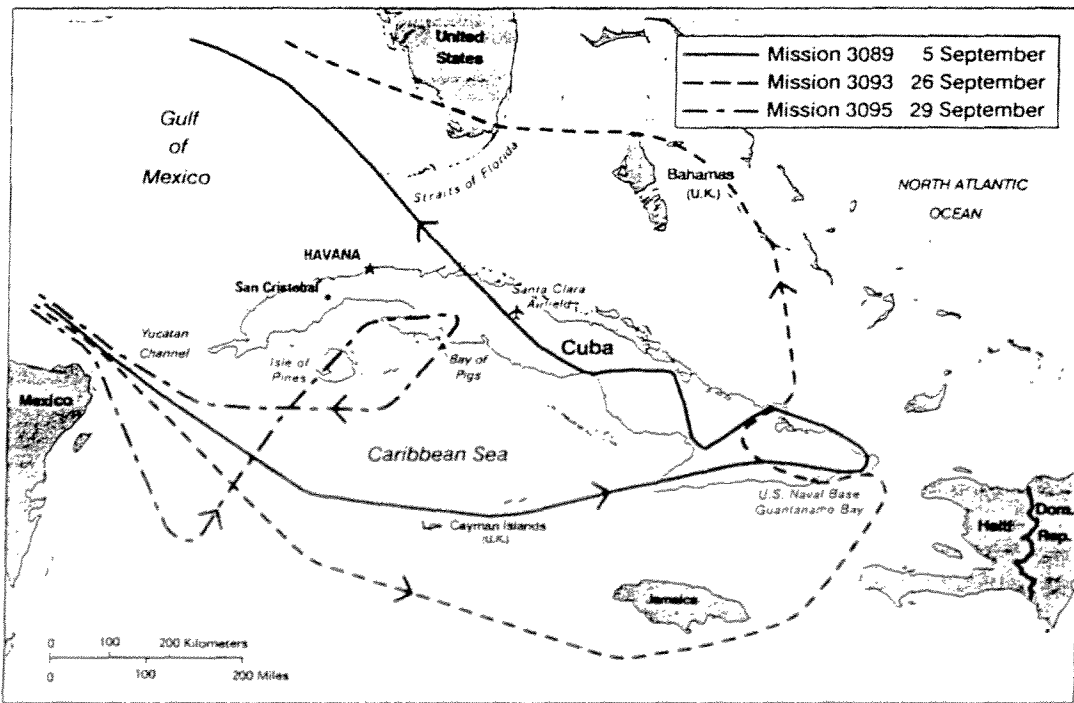 United
States
Mission 3089 5 September
Mission 3093 26 September
Mission 3095 29 September
Gulf
of
Mexico
Straits of Florida
Bahamas
(U.K.)
NORTH ATLANTIC
OCEAN
HAVANA
San Cristobal
Santa Clara
Airfield
Yucatan
Channel
Isle of
Pines
Bay of
Pigs
Cuba
Mexico
Caribbean Sea
U.S. Naval Base
Guantanamo Bay
Cayman Islands
(U.K.)
Haiti
Dom.
Rep.
Jamaica
0 100 200 Kilometers
0 100 200 Miles